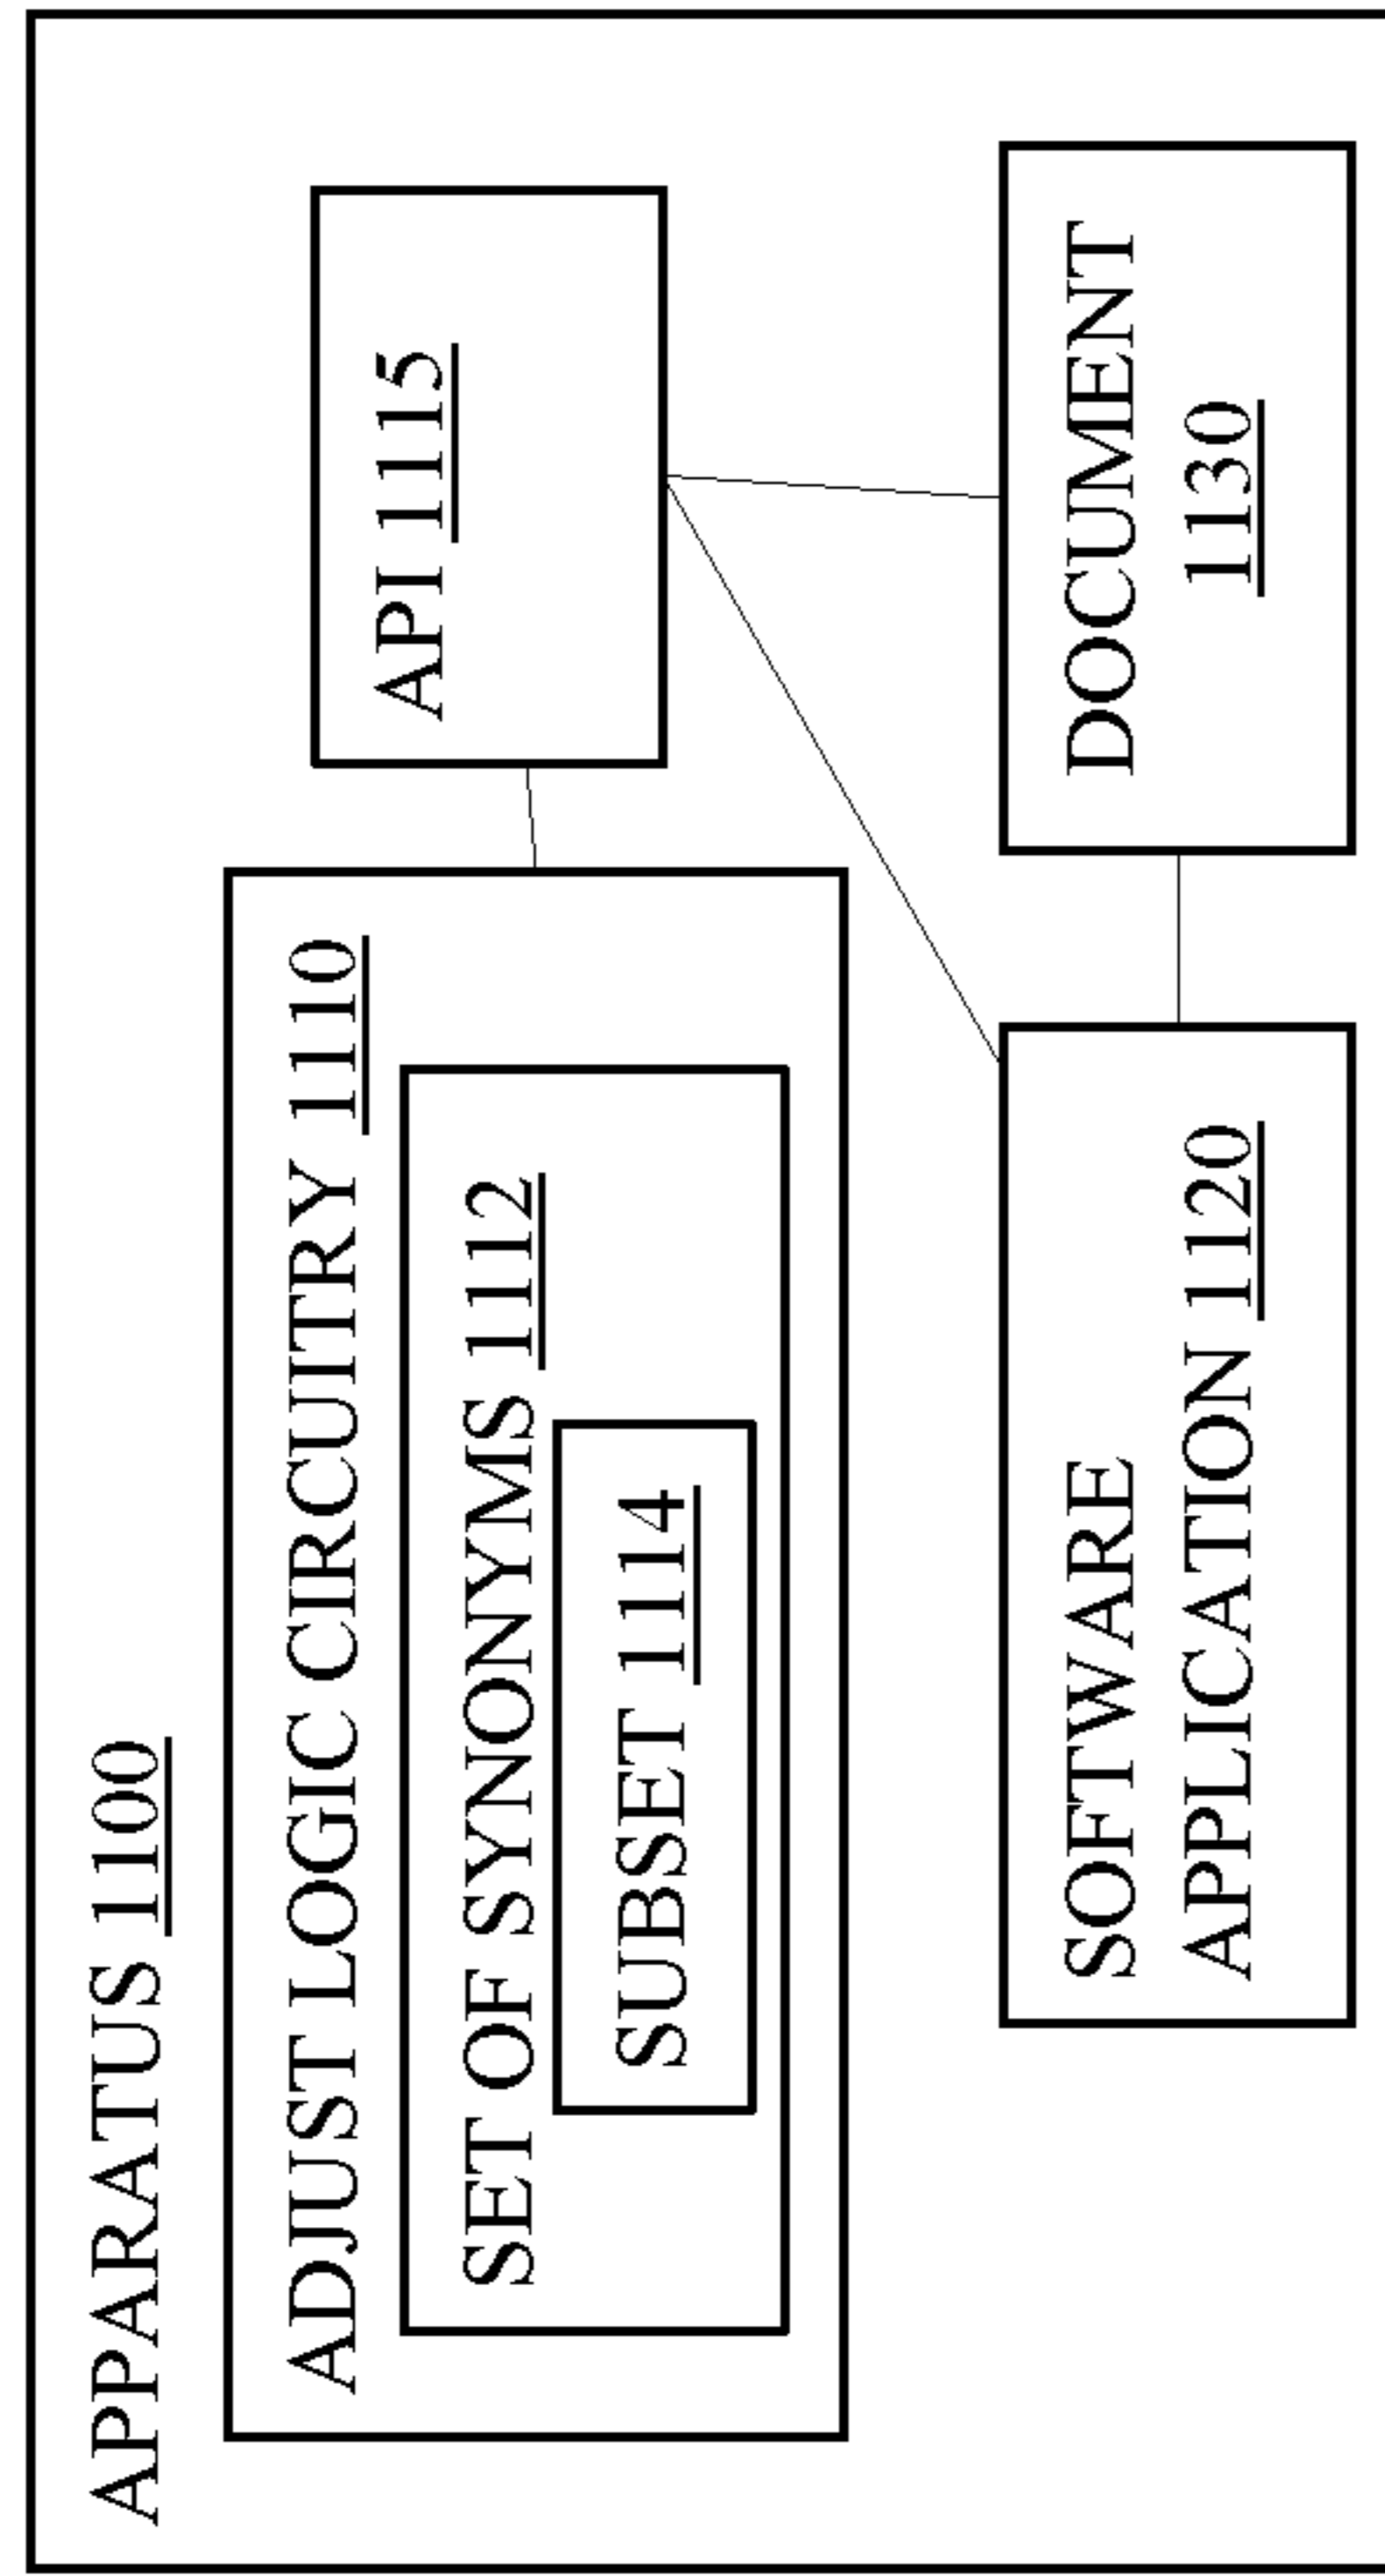 APPARATUS 1100
ADJUST LOGIC CIRCUITRY 1110
SET OF SYNONYMS 1112
SUBSET 1114
API 1115
SOFTWARE
APPLICATION 1120
DOCUMENT
1130